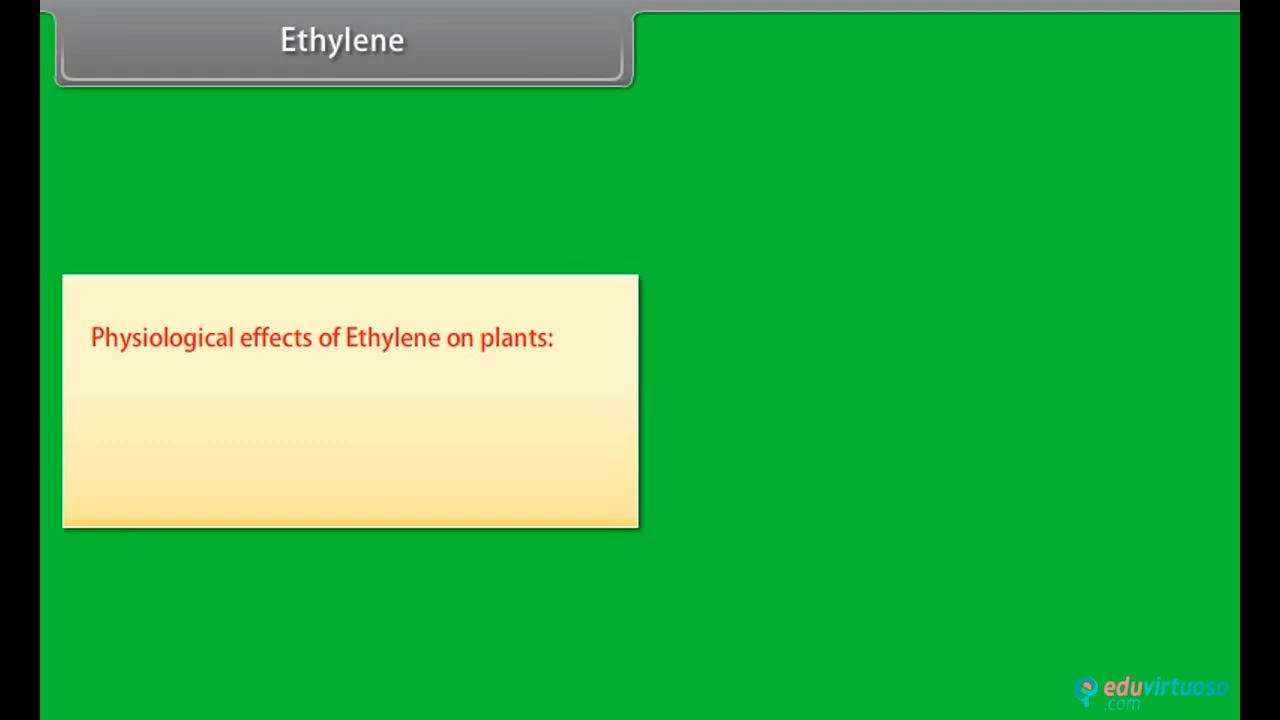 Ethylene
Physiological effects of Ethylene on plants:
eduvirtuoso
.com